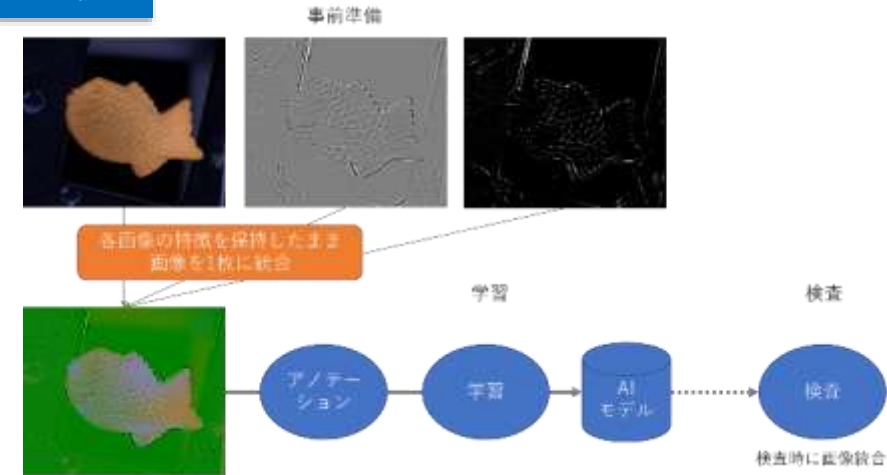 事前準備
各画像の特徴を保持したまま
画像を1枚に統合
学習
検査
アノテー
ション
学習
AI
モデル
検査
検査時に画像統合